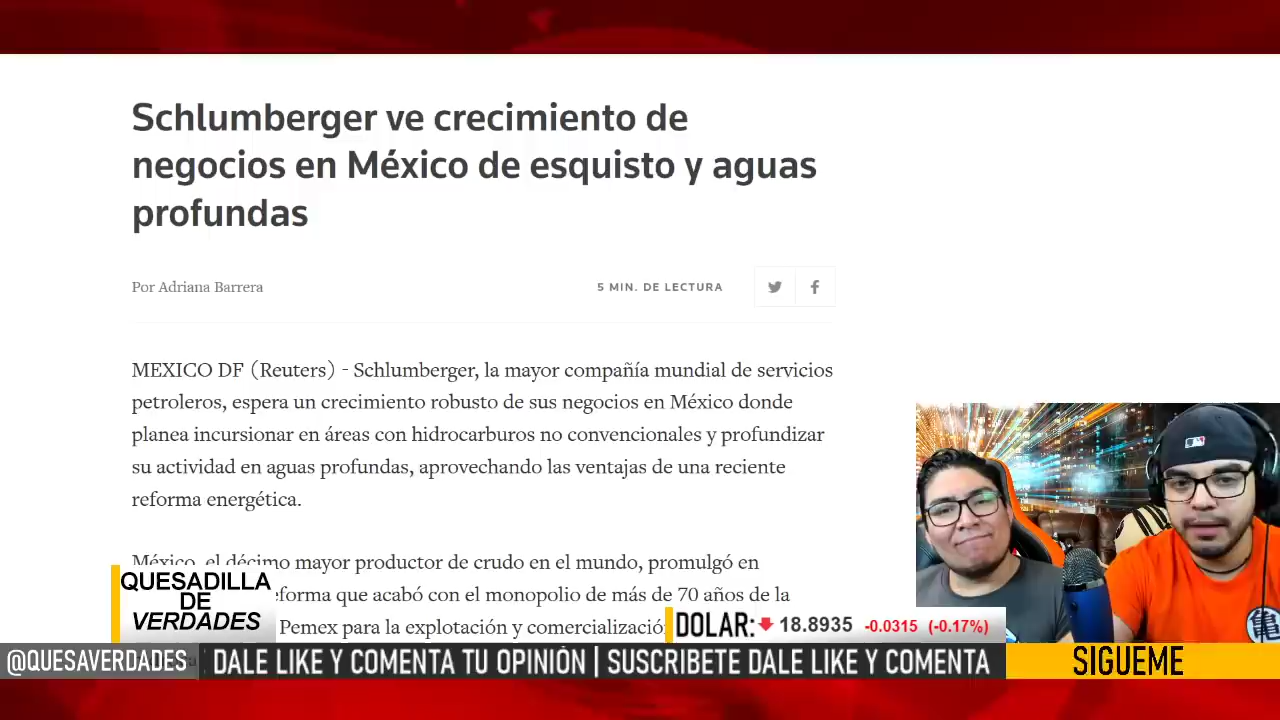 Schlumberger ve crecimiento de
negocios en México de esquisto y aguas
profundas
Por Adriana Barrera
5 MIN. DE LECTURA
MEXICO DF (Reuters) - Schlumberger, la mayor compañía mundial de servicios
petroleros, espera un crecimiento robusto de sus negocios en México donde
planea incursionar en áreas con hidrocarburos no convencionales y profundizar
su actividad en aguas profundas, aprovechando las ventajas de una reciente
reforma energética.
México, el décimo mayor productor de crudo en el mundo, promulgó en
eforma que acabó con el monopolio de más de 70 años de la
Pemex para la explotación y comercializació
QUESADILLA
DE
VERDADES
DOLAR: 18.8935 -0.0315 (-0.17%)
@QUESAVERDADES
DALE LIKE Y COMENTA TU OPINIÓN | SUSCRIBETE DALE LIKE Y COMENTA
SIGUEME